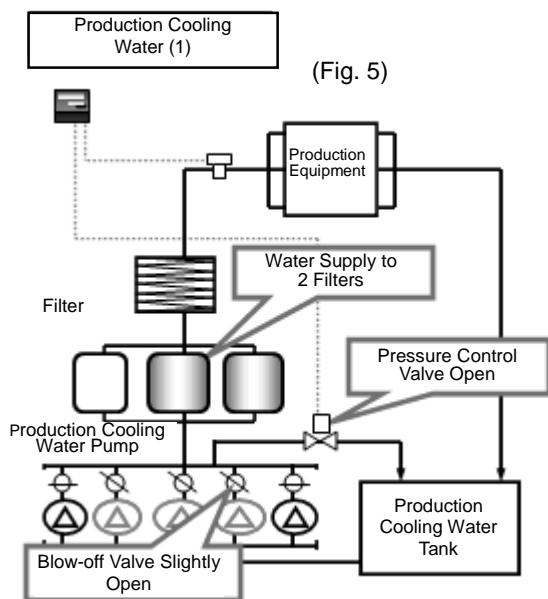 Production Cooling
Water (1)
(Fig. 5)
Production
Equipment
Water Supply to
2 Filters
Filter
Pressure Control
Valve Open
Production Cooling
Water Pump
Production
Cooling Water
Tank
Blow-off Valve Slightly
Open